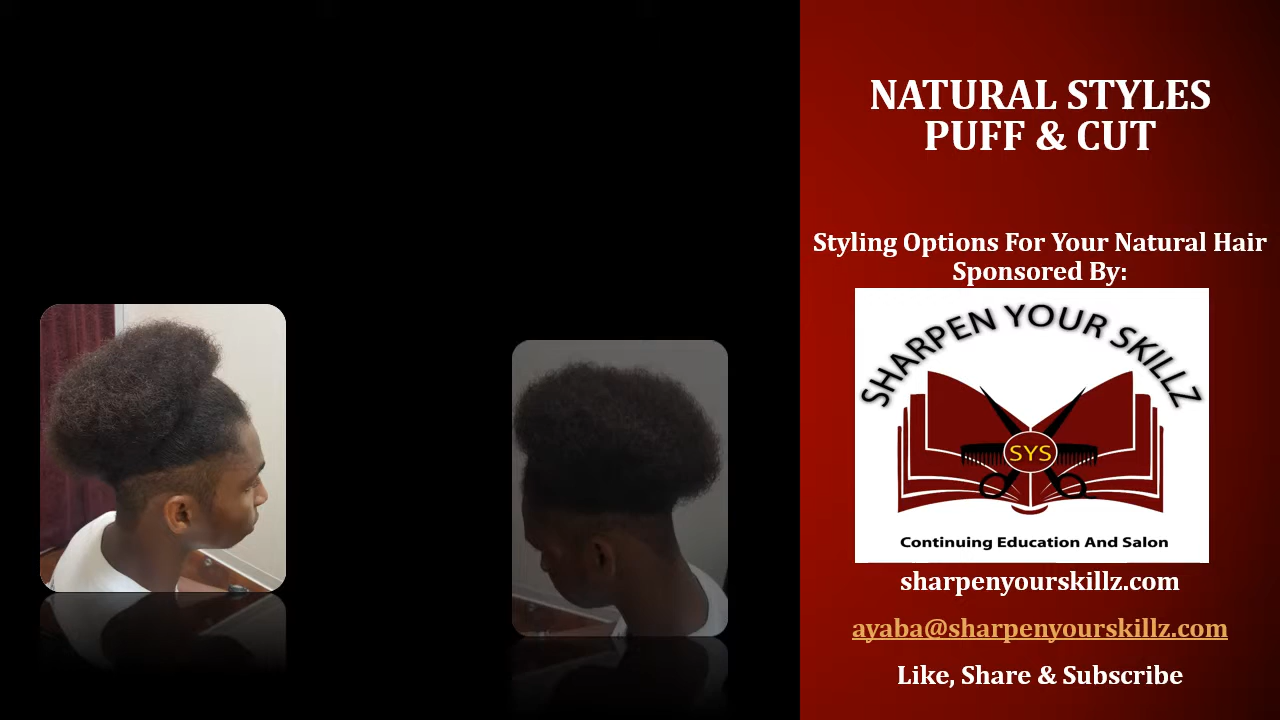 NATURAL STYLES
PUFF & CUT
Styling Options For Your Natural Hair
Sponsored By:
SHARPEN YOUR SKILLZ
SYS
Continuing Education And Salon
sharpenyourskillz.com
ayaba@sharpenyourskillz.com
Like, Share & Subscribe